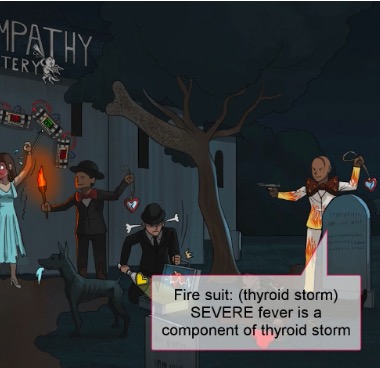 MPATHY
TERY
Fire suit: (thyroid storm)
SEVERE fever is a
component of thyroid storm